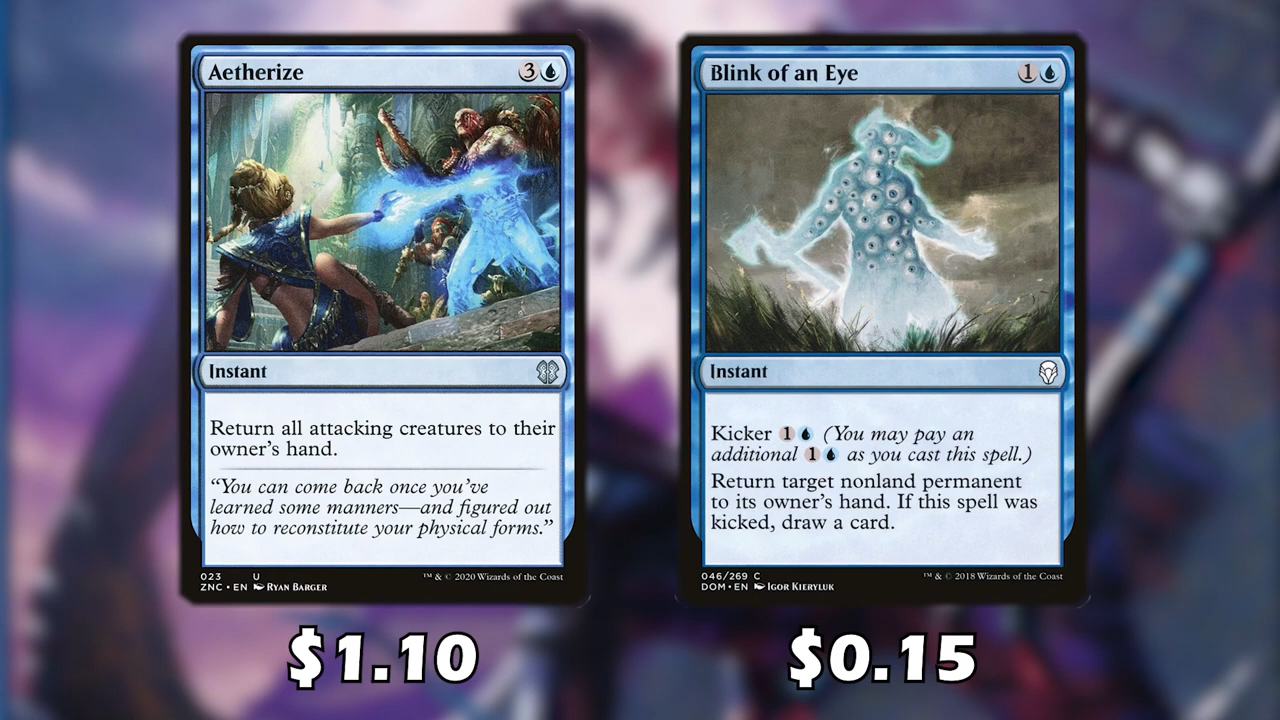 Aetherize
3
Instant
Return all attacking creatures to their
owner's hand.
“You can come back once you've
learned some manners—and figured out
how to reconstitute your physical forms.”
023 U
ZNC • EN RYAN BARGER
™ & © 2020 Wizards of the Coast
$1.10
Blink of an Eye
1
Instant
Kicker 1 (You may pay an
additional 1 as you cast this spell.)
Return target nonland permanent
to its owner's hand. If this spell was
kicked, draw a card.
046/269 C
DOM • EN IGOR KIERYLUK
™ & © 2018 Wizards of the Coast
$0.15